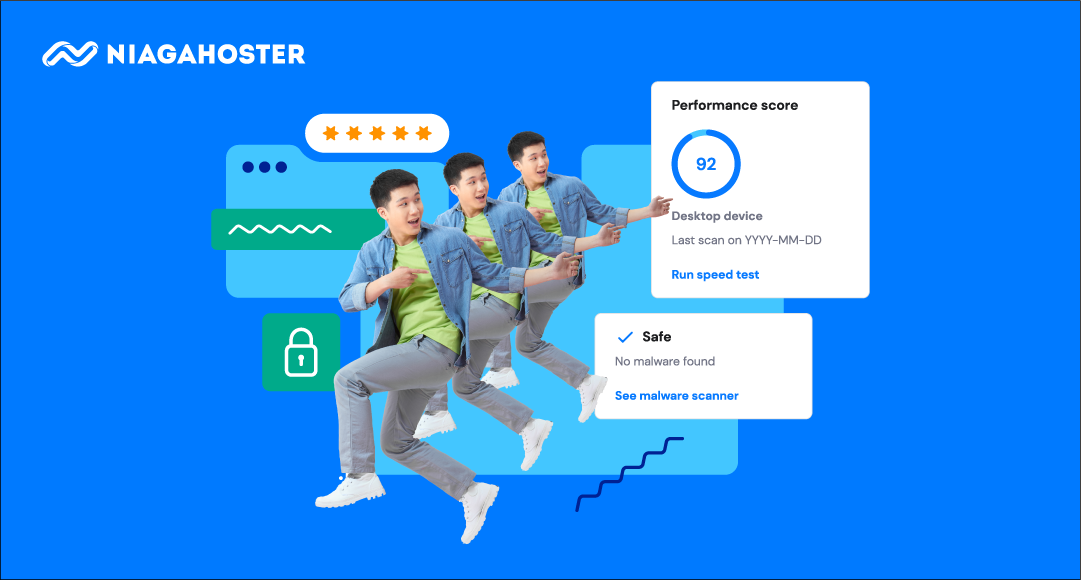 NIAGAHOSTER
Performance score
92
Desktop device
Last scan on YYYY-MM-DD
Run speed test
Safe
No malware found
See malware scanner